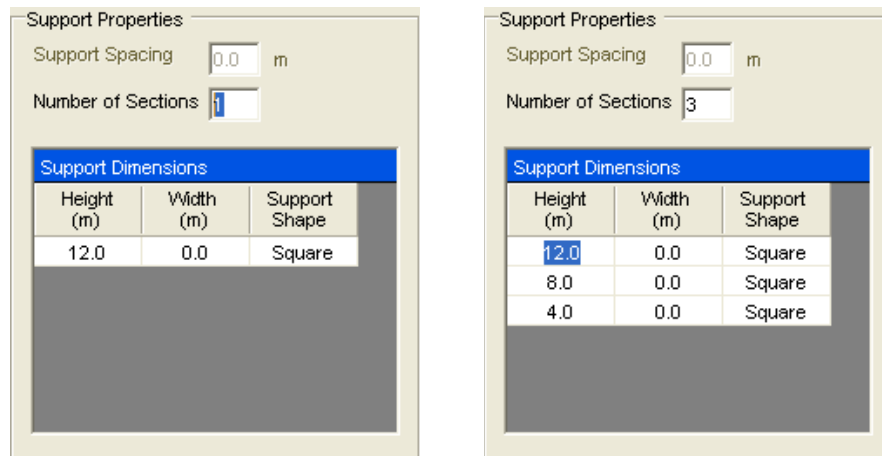 Support Properties
Support Spacing 0.0 m
Number of Sections 1
Support Dimensions
Height (m) Width (m) Support Shape
12.0 0.0 Square
Support Properties
Support Spacing 0.0 m
Number of Sections 3
Support Dimensions
Height (m) Width (m) Support Shape
12.0 0.0 Square
8.0 0.0 Square
4.0 0.0 Square